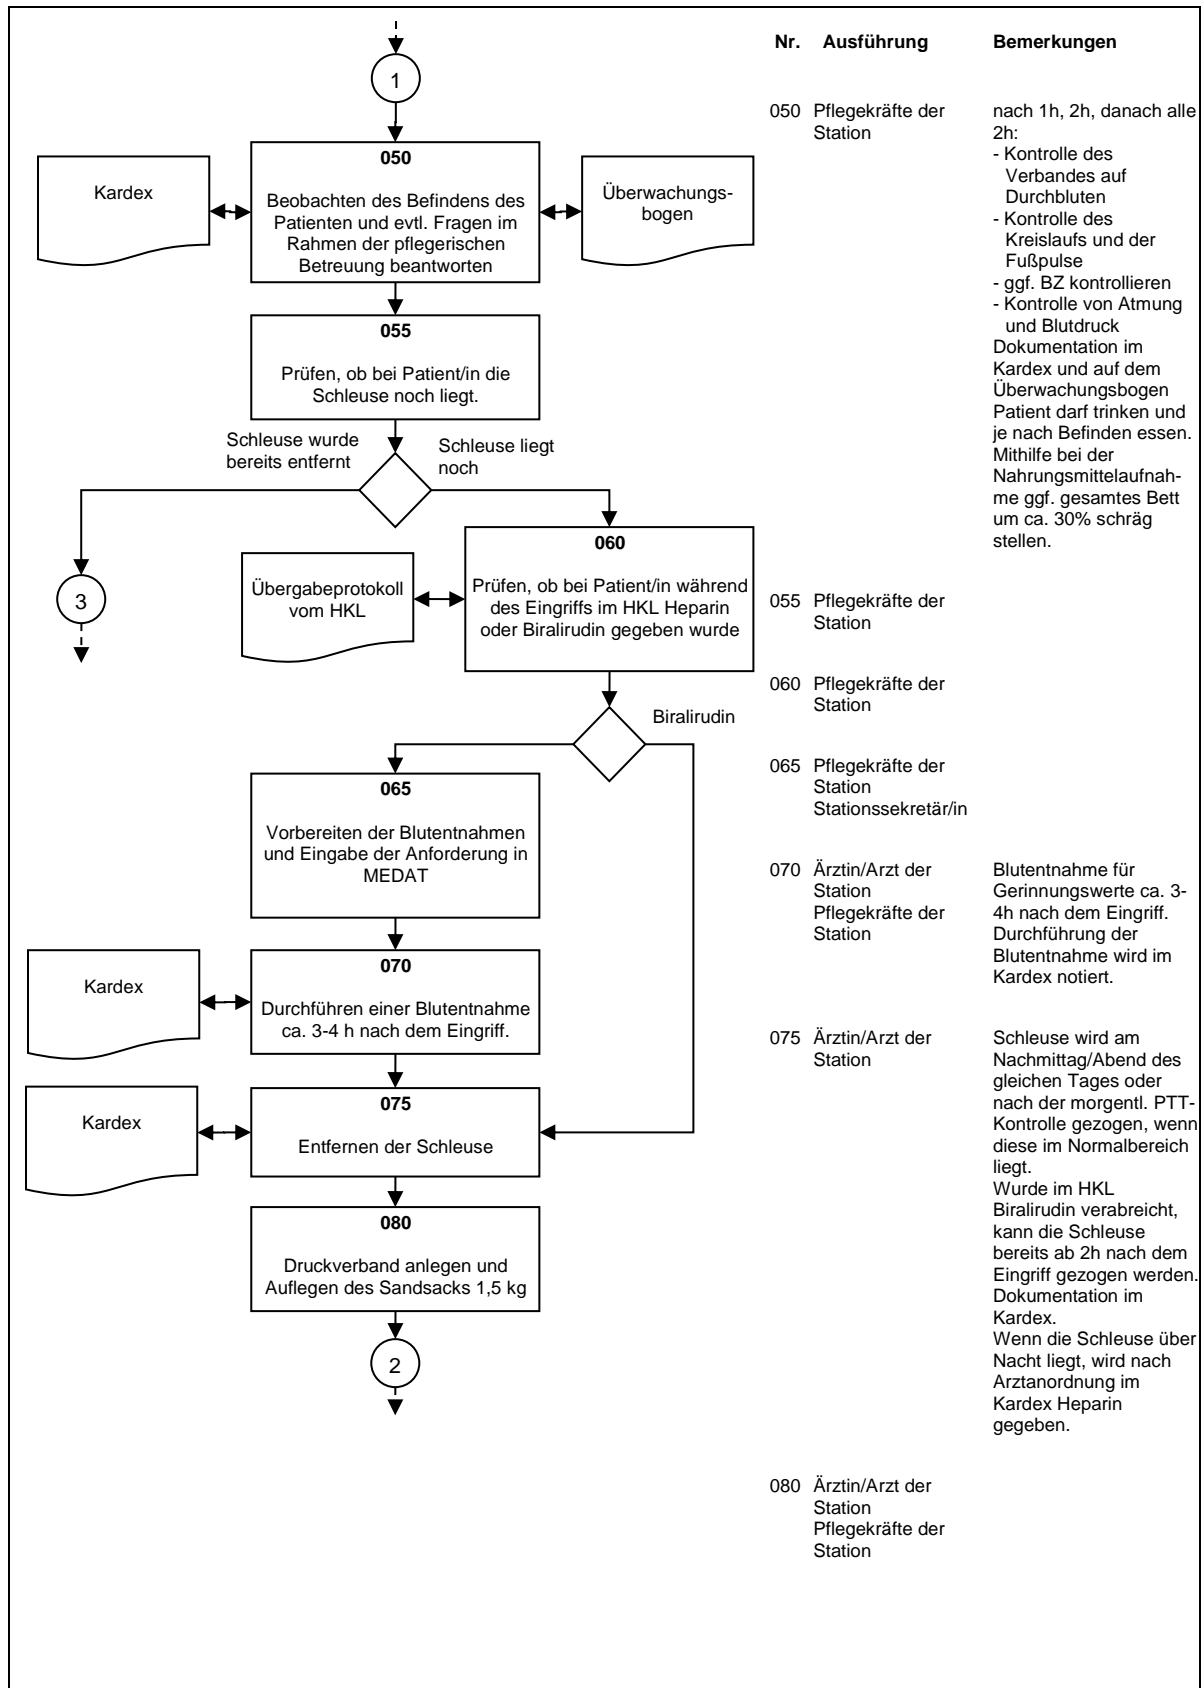 1
050
Beobachten des Befindens des
Patienten und evtl. Fragen im
Rahmen der pflegerischen
Betreuung beantworten
Kardex
Überwachungs-
bogen
055
Prüfen, ob bei Patient/in die
Schleuse noch liegt.
Schleuse wurde
bereits entfernt
Schleuse liegt
noch
3
060
Prüfen, ob bei Patient/in während
des Eingriffs im HKL Heparin
oder Biralirudin gegeben wurde
Übergabeprotokoll
vom HKL
Biralirudin
065
Vorbereiten der Blutentnahmen
und Eingabe der Anforderung in
MEDAT
070
Durchführen einer Blutentnahme
ca. 3-4 h nach dem Eingriff.
Kardex
075
Entfernen der Schleuse
Kardex
080
Druckverband anlegen und
Auflegen des Sandsacks 1,5 kg
2
Nr. Ausführung Bemerkungen
050 Pflegekräfte der
Station
nach 1h, 2h, danach alle
2h:
- Kontrolle des
Verbandes auf
Durchbluten
- Kontrolle des
Kreislaufs und der
Fußpulse
- ggf. BZ kontrollieren
- Kontrolle von Atmung
und Blutdruck
Dokumentation im
Kardex und auf dem
Überwachungsbogen
Patient darf trinken und
je nach Befinden essen.
Mithilfe bei der
Nahrungsmittelaufnah-
me ggf. gesamtes Bett
um ca. 30% schräg
stellen.
055 Pflegekräfte der
Station
060 Pflegekräfte der
Station
065 Pflegekräfte der
Station
Stationssekretär/in
070 Ärztin/Arzt der
Station
Pflegekräfte der
Station
Blutentnahme für
Gerinnungswerte ca. 3-
4h nach dem Eingriff.
Durchführung der
Blutentnahme wird im
Kardex notiert.
075 Ärztin/Arzt der
Station
Schleuse wird am
Nachmittag/Abend des
gleichen Tages oder
nach der morgentl. PTT-
Kontrolle gezogen, wenn
diese im Normalbereich
liegt.
Wurde im HKL
Biralirudin verabreicht,
kann die Schleuse
bereits ab 2h nach dem
Eingriff gezogen werden.
Dokumentation im
Kardex.
Wenn die Schleuse über
Nacht liegt, wird nach
Arztanordnung im
Kardex Heparin
gegeben.
080 Ärztin/Arzt der
Station
Pflegekräfte der
Station